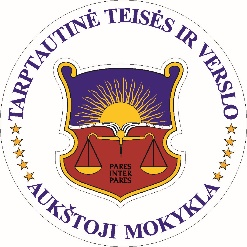 TARPTAUTINĖ TEISĖS IR VERSLO
PARES
INTER
PARES
AUKŠTOJI MOKYKLA